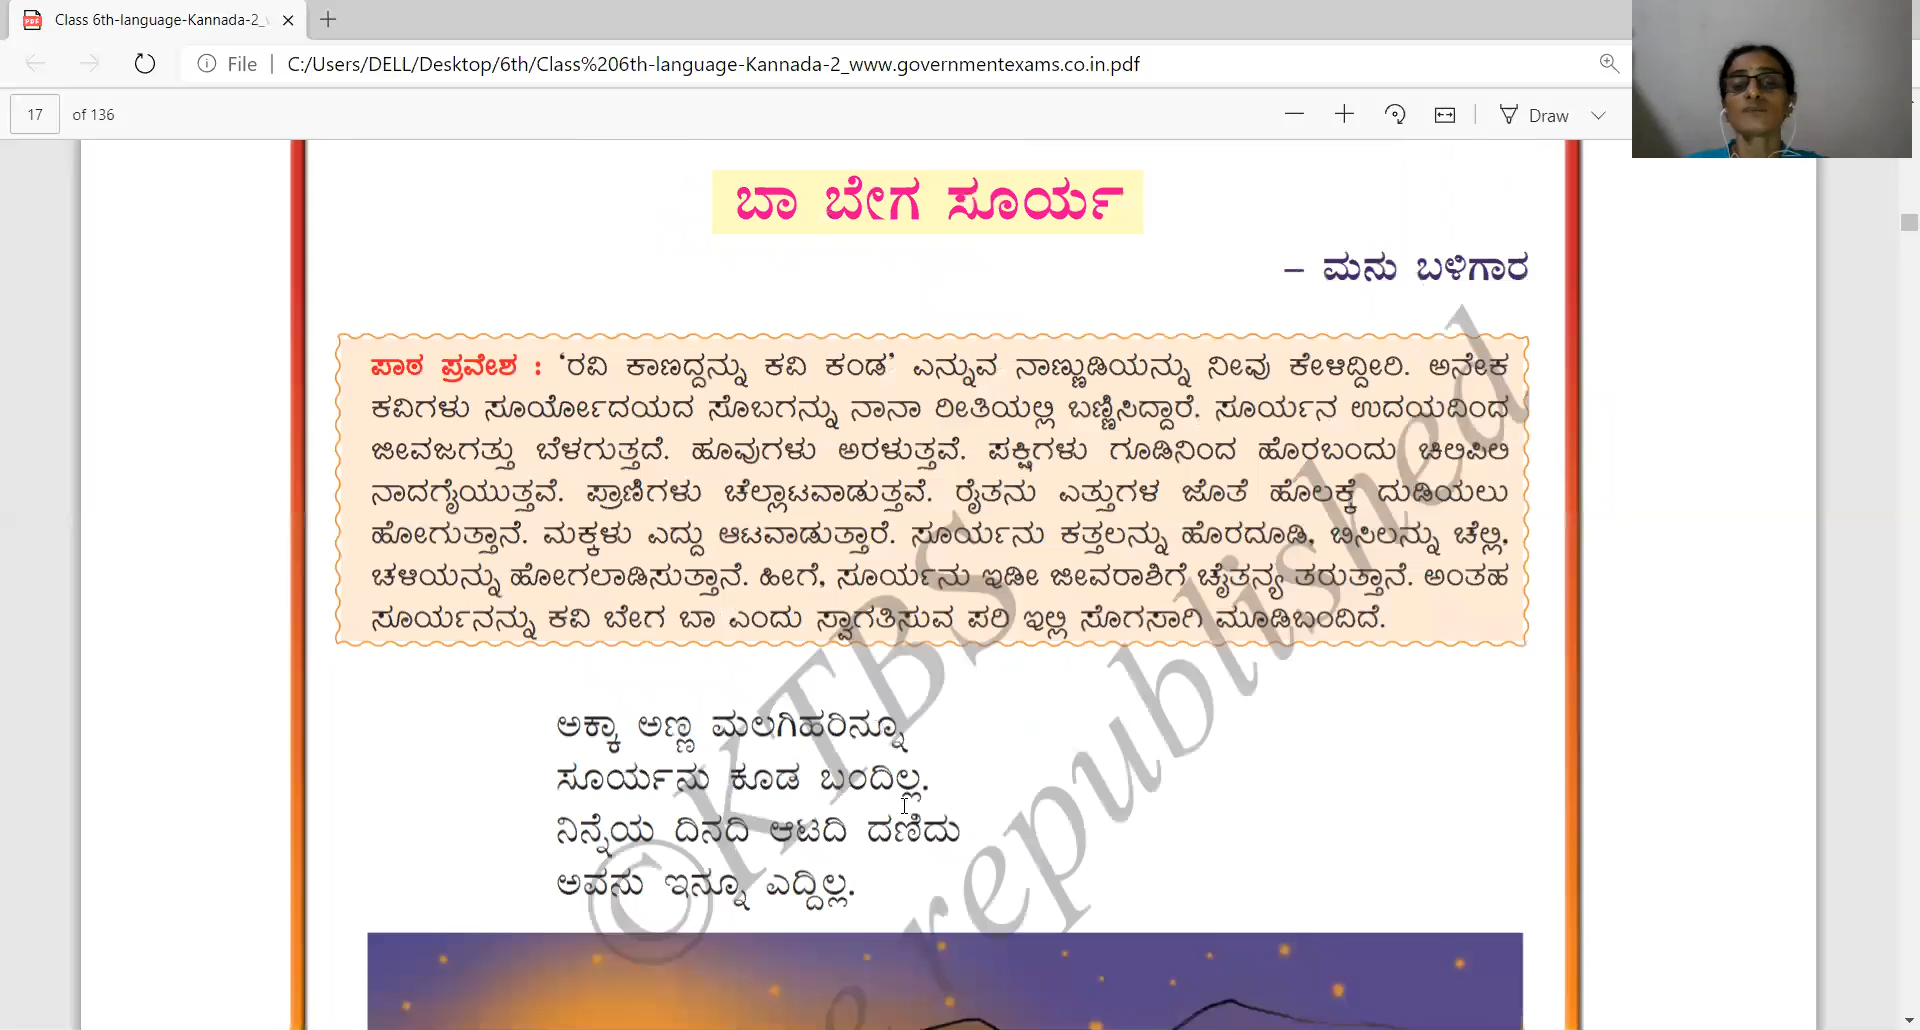 Class 6th-language-Kannada-2_
File
C:/Users/DELL/Desktop/6th/Class%206th-language-Kannada-2_www.governmentexams.co.in.pdf
17 of 136
Draw
ಬಾ ಬೇಗ ಸೂರ್ಯ
– ಮನು ಬಳಿಗಾರ
ಪಾಠ ಪ್ರವೇಶ : ‘ರವಿ ಕಾಣದ್ದನ್ನು ಕವಿ ಕಂಡ’ ಎನ್ನುವ ನಾಣ್ಣುಡಿಯನ್ನು ನೀವು ಕೇಳಿದ್ದೀರಿ. ಅನೇಕ
ಕವಿಗಳು ಸೂರ್ಯೋದಯದ ಸೊಬಗನ್ನು ನಾನಾ ರೀತಿಯಲ್ಲಿ ಬಣ್ಣಿಸಿದ್ದಾರೆ. ಸೂರ್ಯನ ಉದಯದಿಂದ
ಜೀವಜಗತ್ತು ಬೆಳಗುತ್ತದೆ. ಹೂವುಗಳು ಅರಳುತ್ತವೆ. ಪಕ್ಷಿಗಳು ಗೂಡಿನಿಂದ ಹೊರಬಂದು ಚಿಲಿಪಿಲಿ
ನಾದಗೈಯುತ್ತವೆ. ಪ್ರಾಣಿಗಳು ಚೆಲ್ಲಾಟವಾಡುತ್ತವೆ. ರೈತನು ಎತ್ತುಗಳ ಜೊತೆ ಹೊಲಕ್ಕೆ ದುಡಿಯಲು
ಹೋಗುತ್ತಾನೆ. ಮಕ್ಕಳು ಎದ್ದು ಆಟವಾಡುತ್ತಾರೆ. ಸೂರ್ಯನು ಕತ್ತಲನ್ನು ಹೊರದೂಡಿ, ಬಿಸಿಲನ್ನು ಚೆಲ್ಲಿ,
ಚಳಿಯನ್ನು ಹೋಗಲಾಡಿಸುತ್ತಾನೆ. ಹೀಗೆ, ಸೂರ್ಯನು ಇಡೀ ಜೀವರಾಶಿಗೆ ಚೈತನ್ಯ ತರುತ್ತಾನೆ. ಅಂತಹ
ಸೂರ್ಯನನ್ನು ಕವಿ ಬೇಗ ಬಾ ಎಂದು ಸ್ವಾಗತಿಸುವ ಪರಿ ಇಲ್ಲಿ ಸೊಗಸಾಗಿ ಮೂಡಿಬಂದಿದೆ.
ಅಕ್ಕಾ ಅಣ್ಣ ಮಲಗಿಹರಿನ್ನೂ
ಸೂರ್ಯನು ಕೂಡ ಬಂದಿಲ್ಲ.
ನಿನ್ನೆಯ ದಿನದಿ ಆಟದಿ ದಣಿದು
ಅವನು ಇನ್ನೂ ಎದ್ದಿಲ್ಲ.
©KTBS
republished